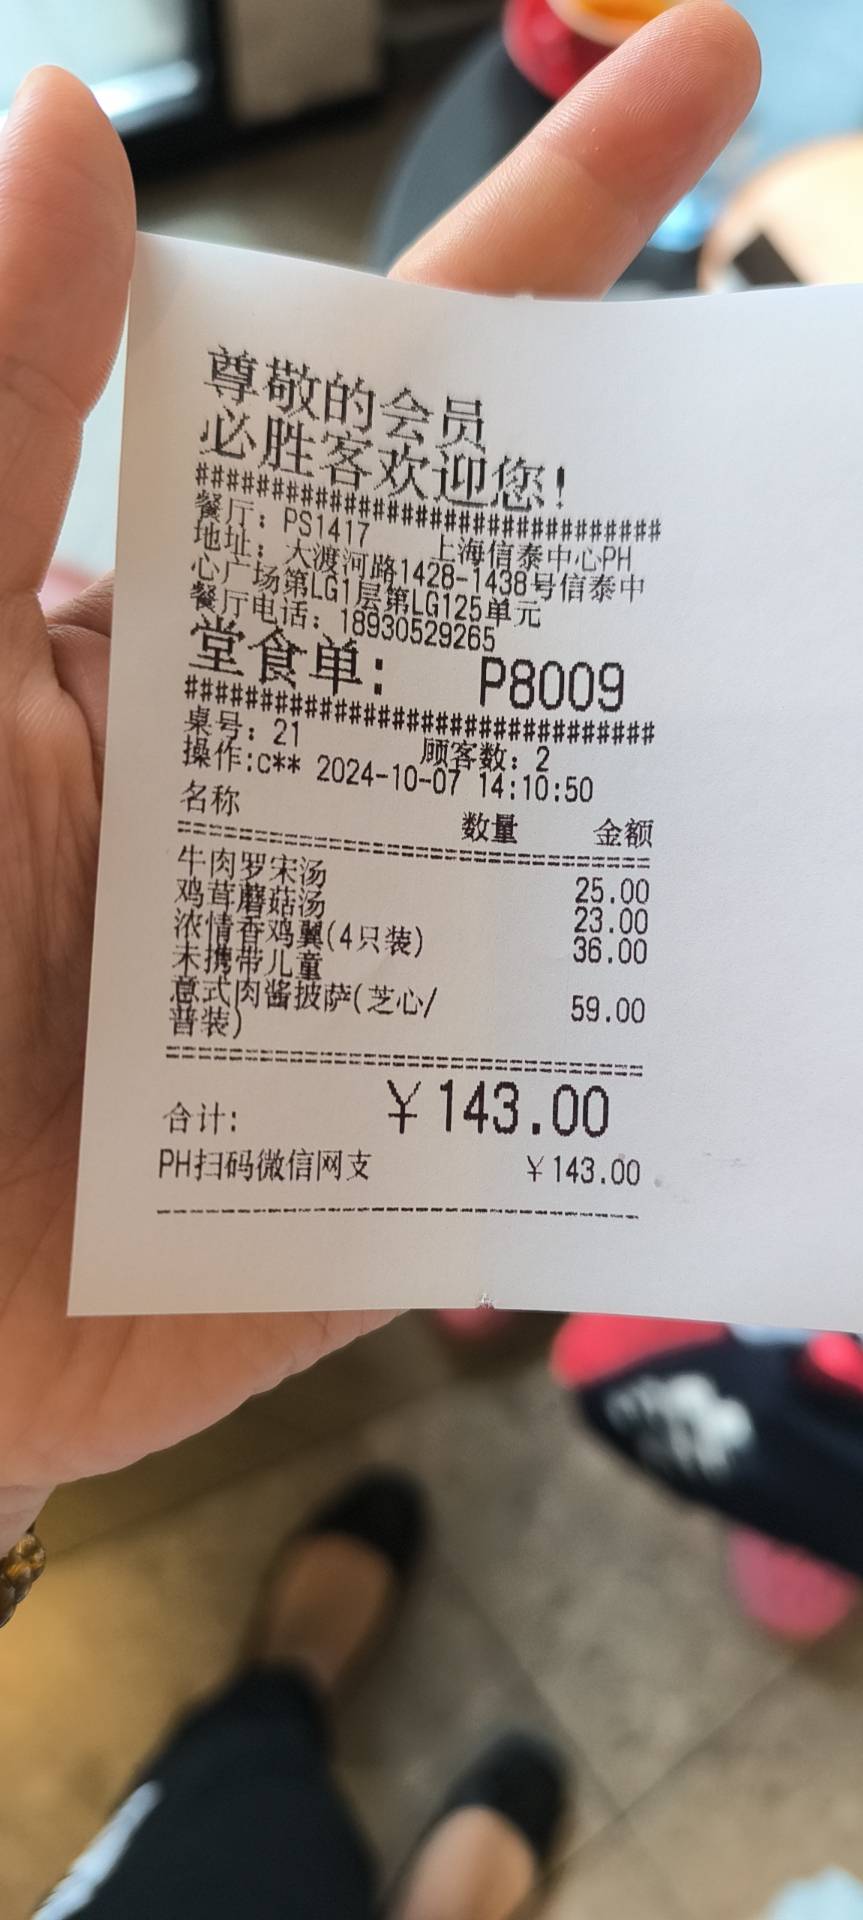 尊敬的会员
必胜客欢迎您!
###############################
餐厅: PS1417 上海信泰中心PH
地址: 大渡河路1428-1438号信泰中
心广场第LG1层第LG125单元
餐厅电话: 18930529265
堂食单: P8009
###############################
桌号: 21 顾客数: 2
操作:c** 2024-10-07 14:10:50
名称 数量 金额
牛肉罗宋汤 25.00
鸡茸蘑菇汤 23.00
浓情香鸡翼(4只装) 36.00
未携带儿童
意式肉酱披萨(芝心/ 59.00
普装)
合计: ¥143.00
PH扫码微信网支 ¥143.00